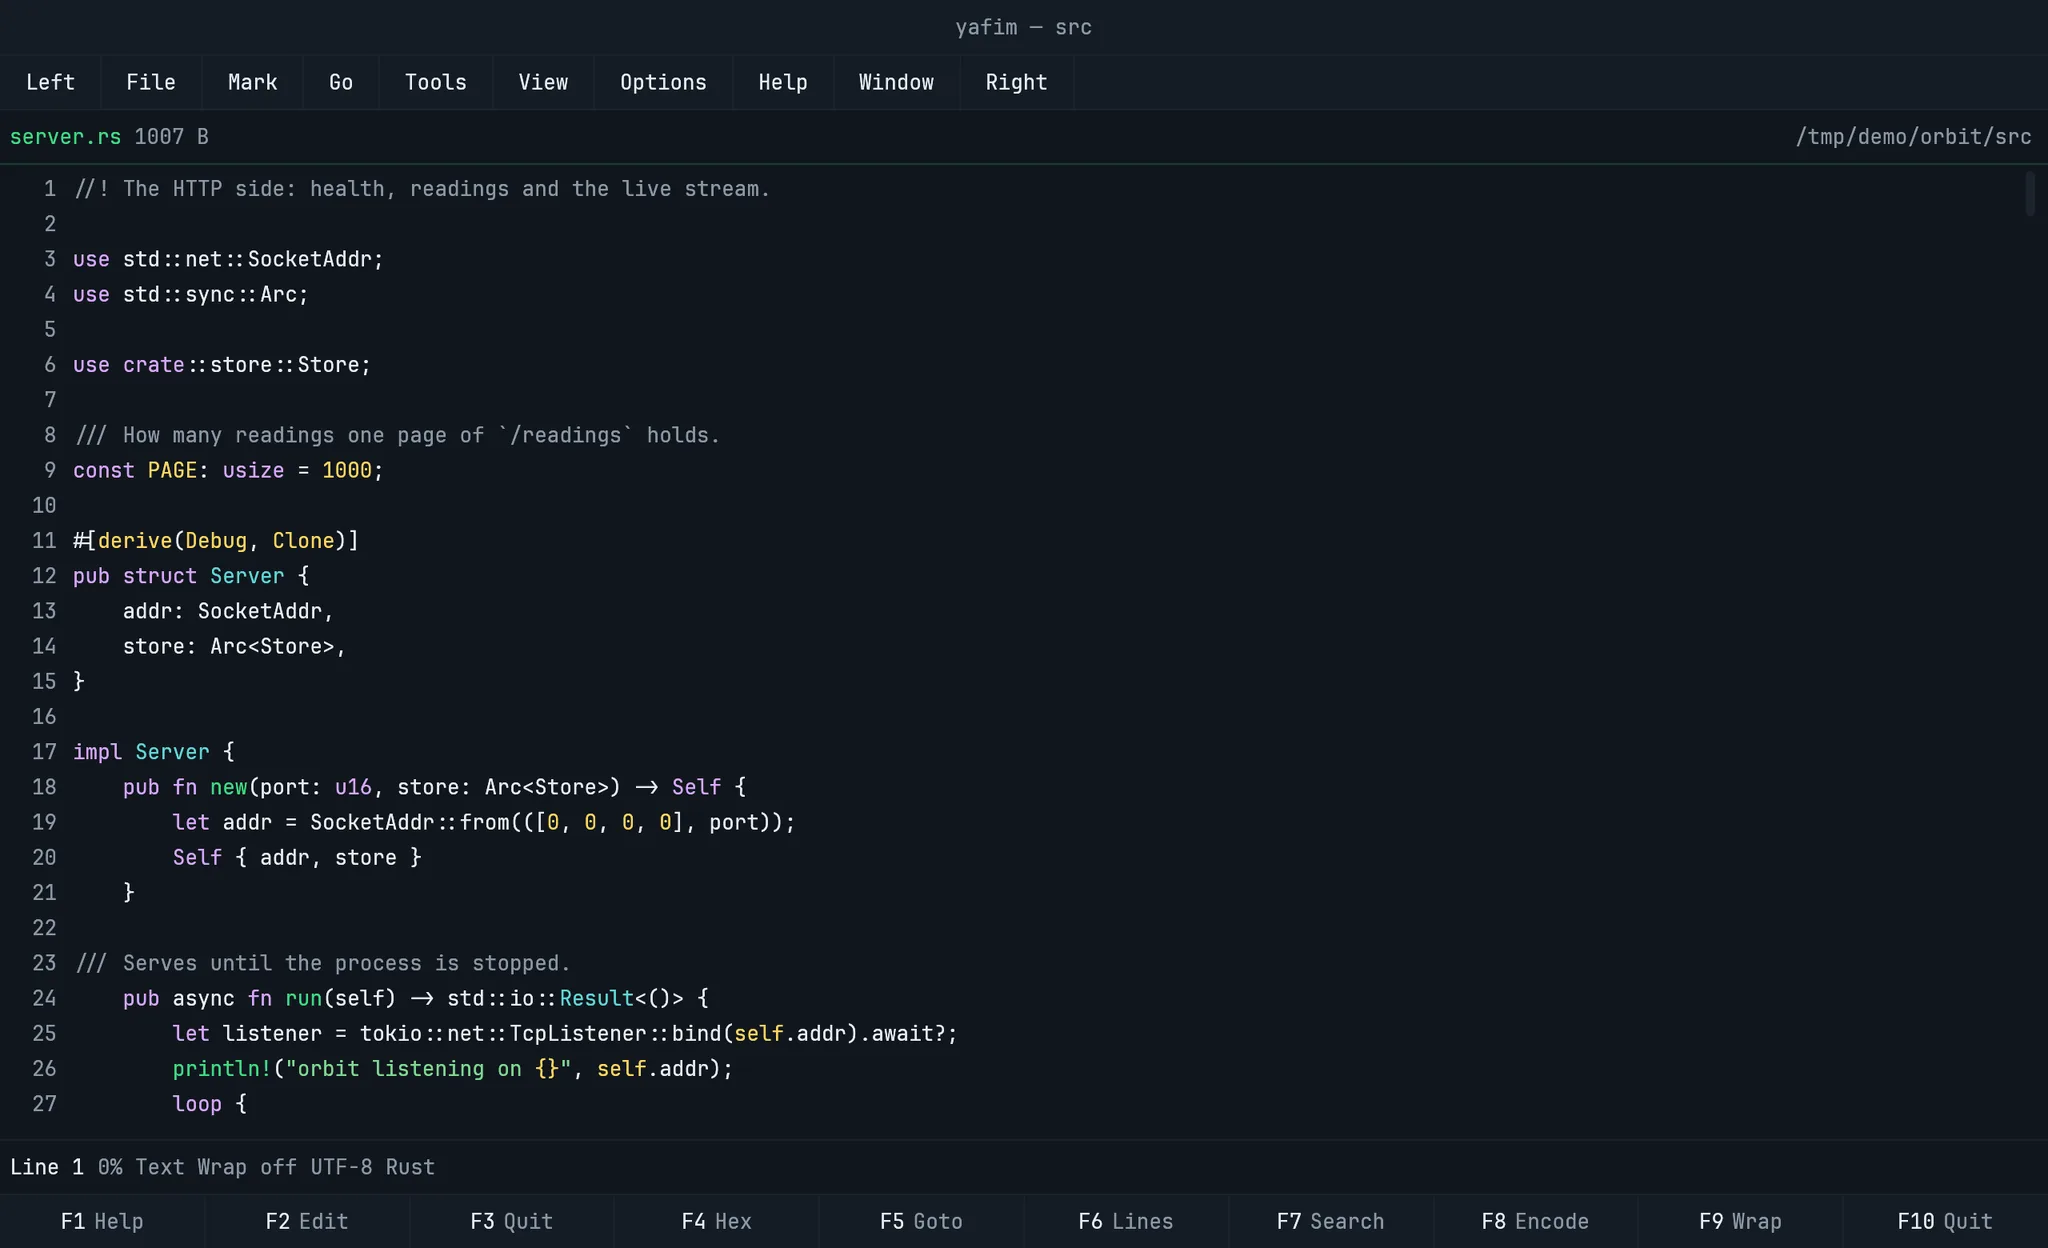 yafim — src
Left File Mark Go Tools View Options Help Window Right
server.rs 1007 B /tmp/demo/orbit/src
1 //! The HTTP side: health, readings and the live stream.
2
3 use std::net::SocketAddr;
4 use std::sync::Arc;
5
6 use crate::store::Store;
7
8 /// How many readings one page of `/readings` holds.
9 const PAGE: usize = 1000;
10
11 #[derive(Debug, Clone)]
12 pub struct Server {
13     addr: SocketAddr,
14     store: Arc<Store>,
15 }
16
17 impl Server {
18     pub fn new(port: u16, store: Arc<Store>) -> Self {
19         let addr = SocketAddr::from(([0, 0, 0, 0], port));
20         Self { addr, store }
21     }
22
23 /// Serves until the process is stopped.
24     pub async fn run(self) -> std::io::Result<()> {
25         let listener = tokio::net::TcpListener::bind(self.addr).await?;
26         println!("orbit listening on {}", self.addr);
27         loop {
Line 1 0% Text Wrap off UTF-8 Rust
F1 Help F2 Edit F3 Quit F4 Hex F5 Goto F6 Lines F7 Search F8 Encode F9 Wrap F10 Quit